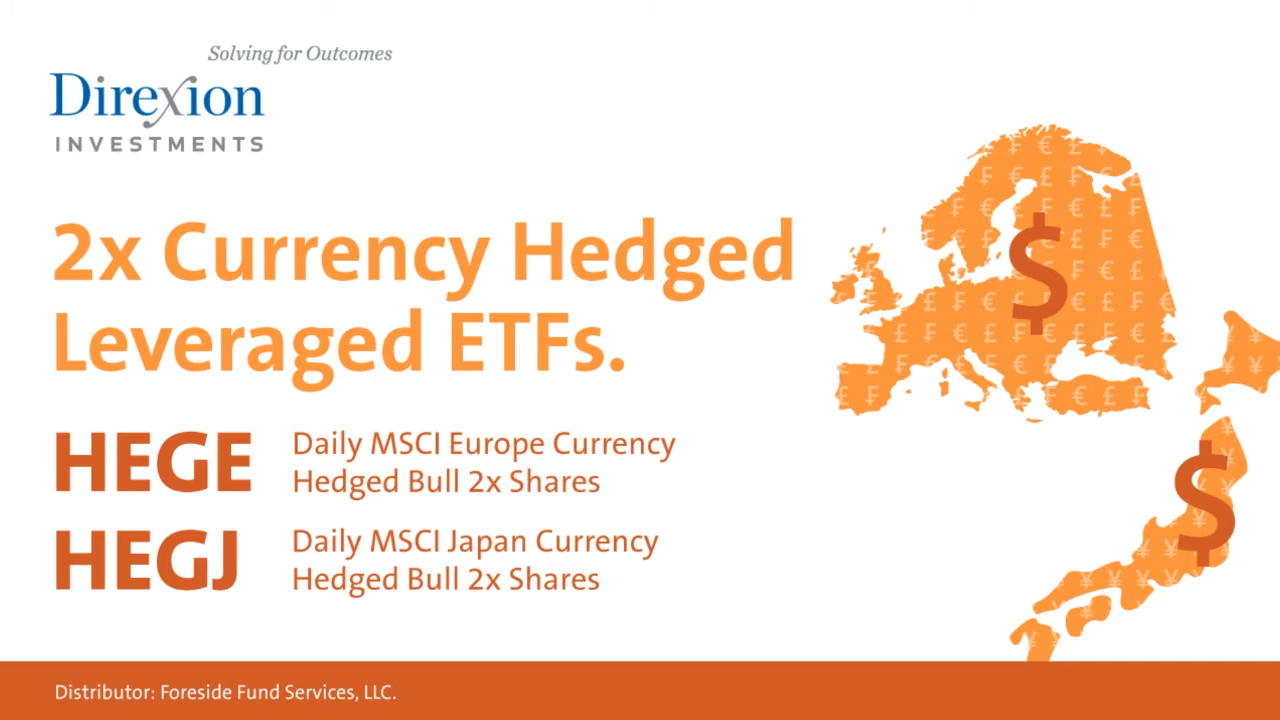 Solving for Outcomes
Direxion
INVESTMENTS
2x Currency Hedged
Leveraged ETFs.
HEGE
Daily MSCI Europe Currency
Hedged Bull 2x Shares
HEGJ
Daily MSCI Japan Currency
Hedged Bull 2x Shares
$
$
Distributor: Foreside Fund Services, LLC.